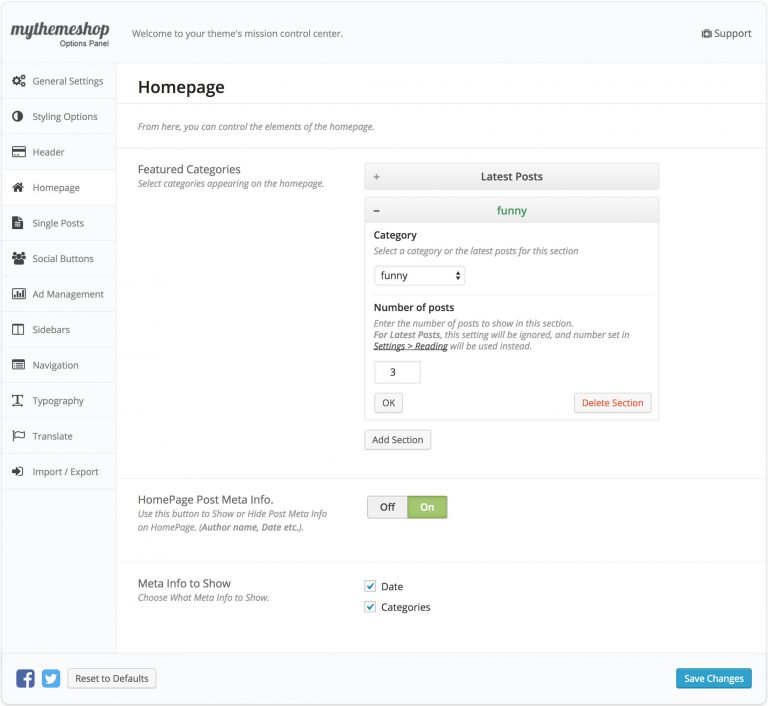 mythemeshop
Options Panel
Welcome to your theme's mission control center.
Support
General Settings
Styling Options
Header
Homepage
Single Posts
Social Buttons
Ad Management
Sidebars
Navigation
Typography
Translate
Import / Export
Homepage
From here, you can control the elements of the homepage.
Featured Categories
Select categories appearing on the homepage.
+ Latest Posts
− funny
Category
Select a category or the latest posts for this section
funny
Number of posts
Enter the number of posts to show in this section.
For Latest Posts, this setting will be ignored, and number set in
Settings > Reading will be used instead.
3
OK
Delete Section
Add Section
HomePage Post Meta Info.
Use this button to Show or Hide Post Meta Info
on HomePage. (Author name, Date etc.).
Off On
Meta Info to Show
Choose What Meta Info to Show.
Date
Categories
Reset to Defaults
Save Changes